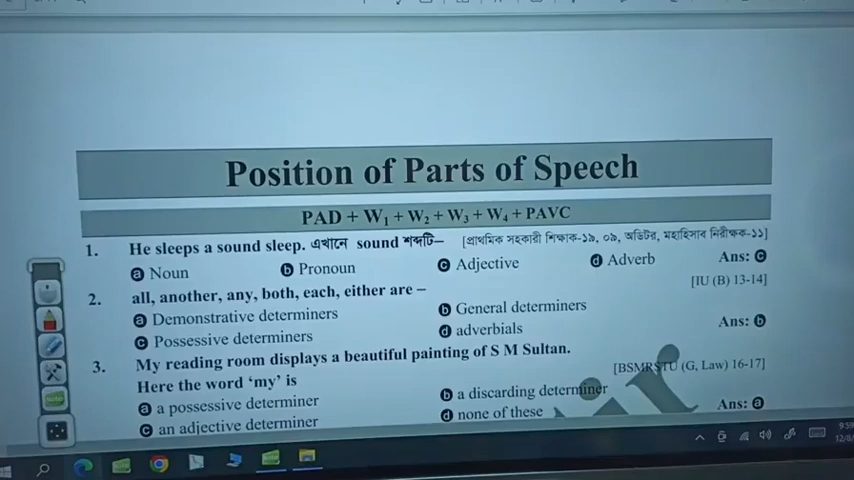 Position of Parts of Speech
PAD + W1 + W2 + W3 + W4 + PAVC
1. He sleeps a sound sleep. এখানে sound শব্দটি– [প্রাথমিক সহকারী শিক্ষক-১৯, ০৯, অডিটর, মহাহিসাব নিরীক্ষক-১১]
a Noun b Pronoun c Adjective d Adverb Ans: c
2. all, another, any, both, each, either are – [IU (B) 13-14]
a Demonstrative determiners b General determiners
c Possessive determiners d adverbials Ans: b
3. My reading room displays a beautiful painting of S M Sultan.
Here the word ‘my’ is [BSMRSTU (G, Law) 16-17]
a a possessive determiner b a discarding determiner
c an adjective determiner d none of these Ans: a
9:59